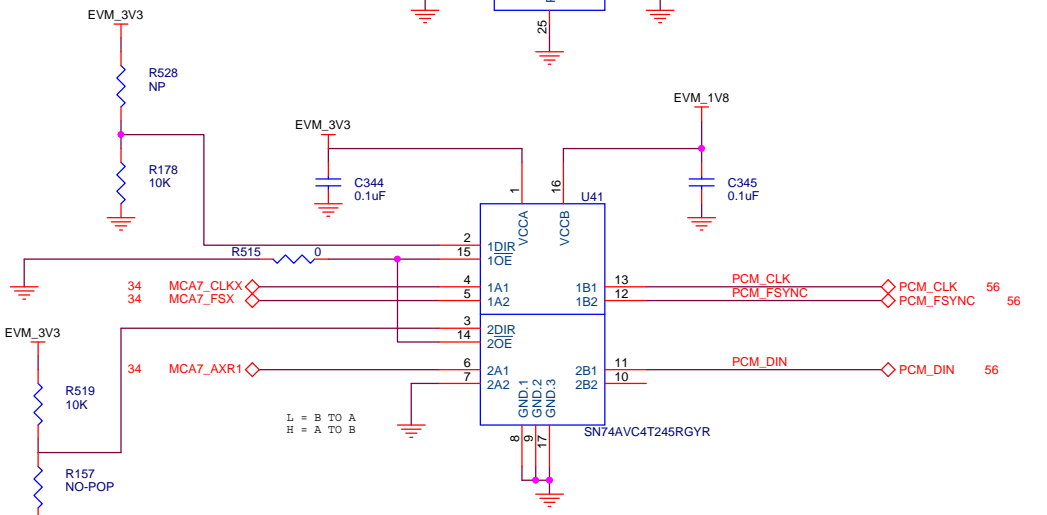 25
EVM_3V3
R528
NP
R178
10K
EVM_3V3
C344
0.1uF
EVM_1V8
C345
0.1uF
1
16
U41
VCCA
VCCB
2
1DIR
15
1OE
R515
0
34
MCA7_CLKX
4
1A1
1B1
13
PCM_CLK
PCM_CLK
56
34
MCA7_FSX
5
1A2
1B2
12
PCM_FSYNC
PCM_FSYNC
56
3
2DIR
14
2OE
EVM_3V3
34
MCA7_AXR1
6
2A1
2B1
11
PCM_DIN
PCM_DIN
56
7
2A2
2B2
10
R519
10K
L = B TO A
H = A TO B
GND.1
GND.2
GND.3
8
9
17
SN74AVC4T245RGYR
R157
NO-POP